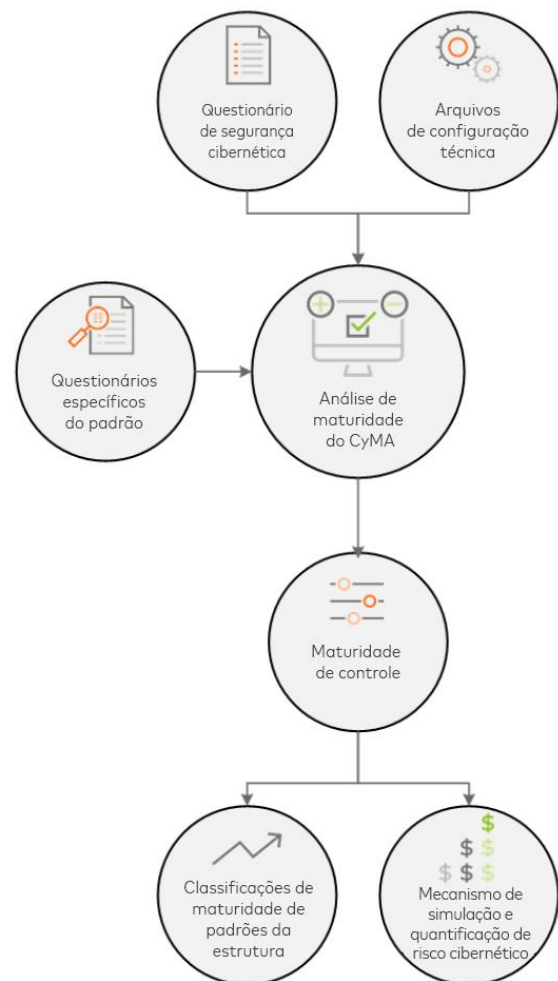 Questionário
de segurança
cibernética
Arquivos
de configuração
técnica
Questionários
específicos
do padrão
Análise de
maturidade
do CyMA
Maturidade
de controle
Classificações de
maturidade de
padrões da
estrutura
$
$ $
$ $ $
Mecanismo de
simulação e
quantificação de
risco cibernético